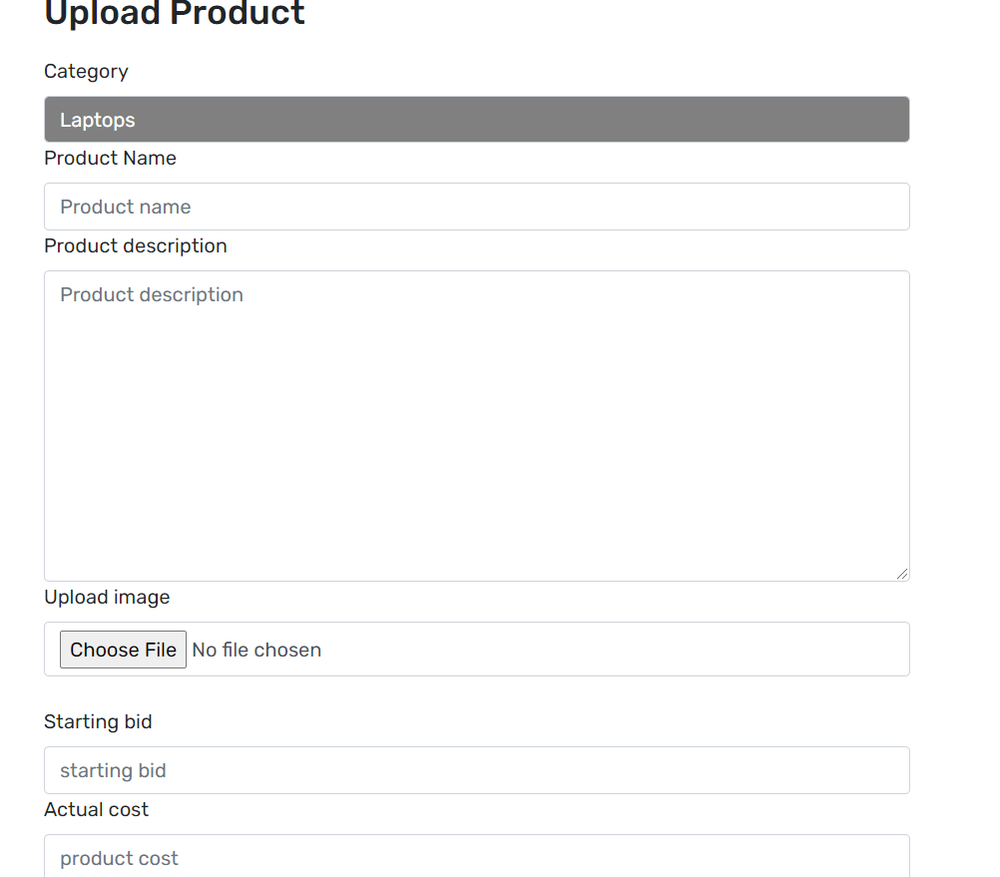 Upload Product
Category
Laptops
Product Name
Product name
Product description
Product description
Upload image
Choose File No file chosen
Starting bid
starting bid
Actual cost
product cost